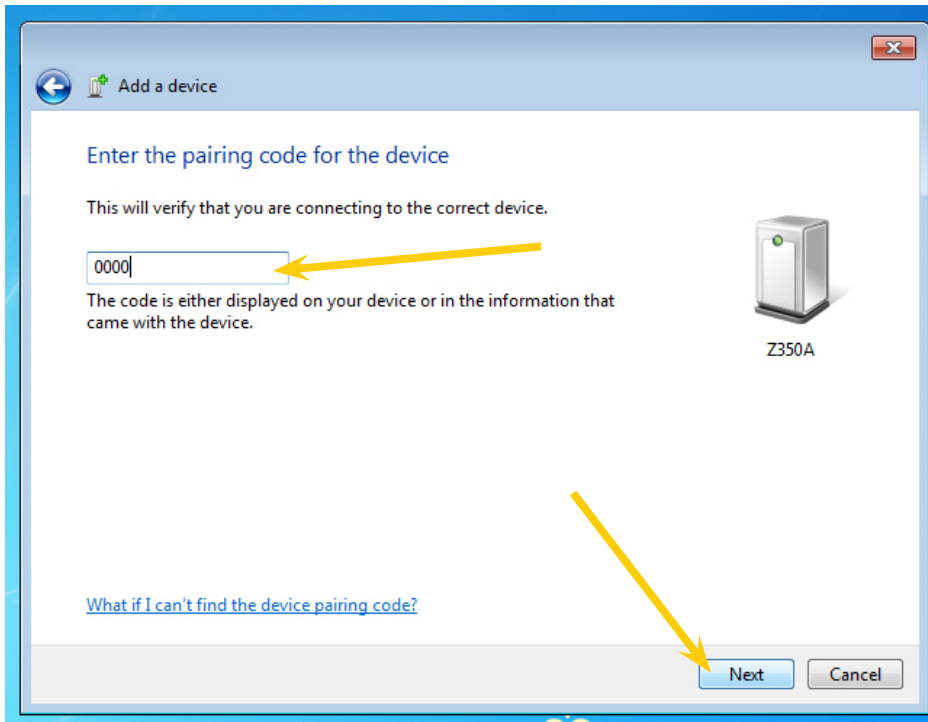 Add a device
Enter the pairing code for the device
This will verify that you are connecting to the correct device.
0000
The code is either displayed on your device or in the information that
came with the device.
Z350A
What if I can't find the device pairing code?
Next
Cancel